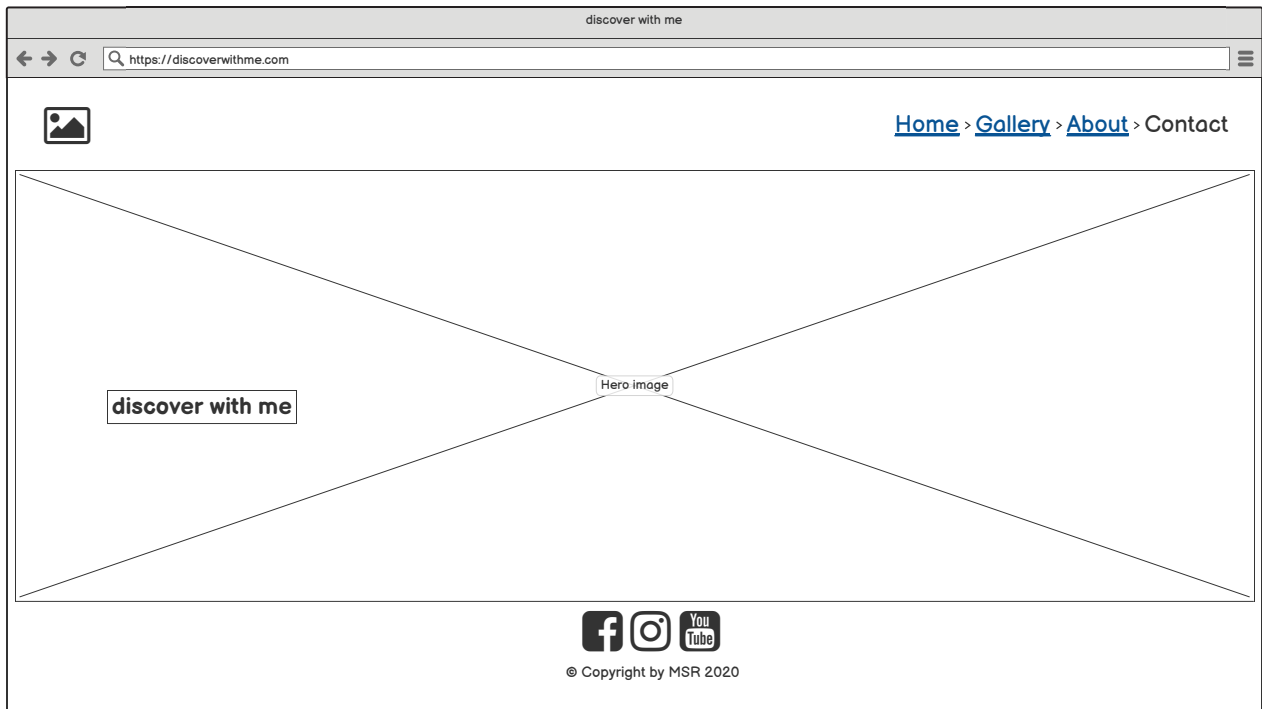 discover with me
https://discoverwithme.com
Home > Gallery > About > Contact
Hero image
discover with me
You Tube
© Copyright by MSR 2020